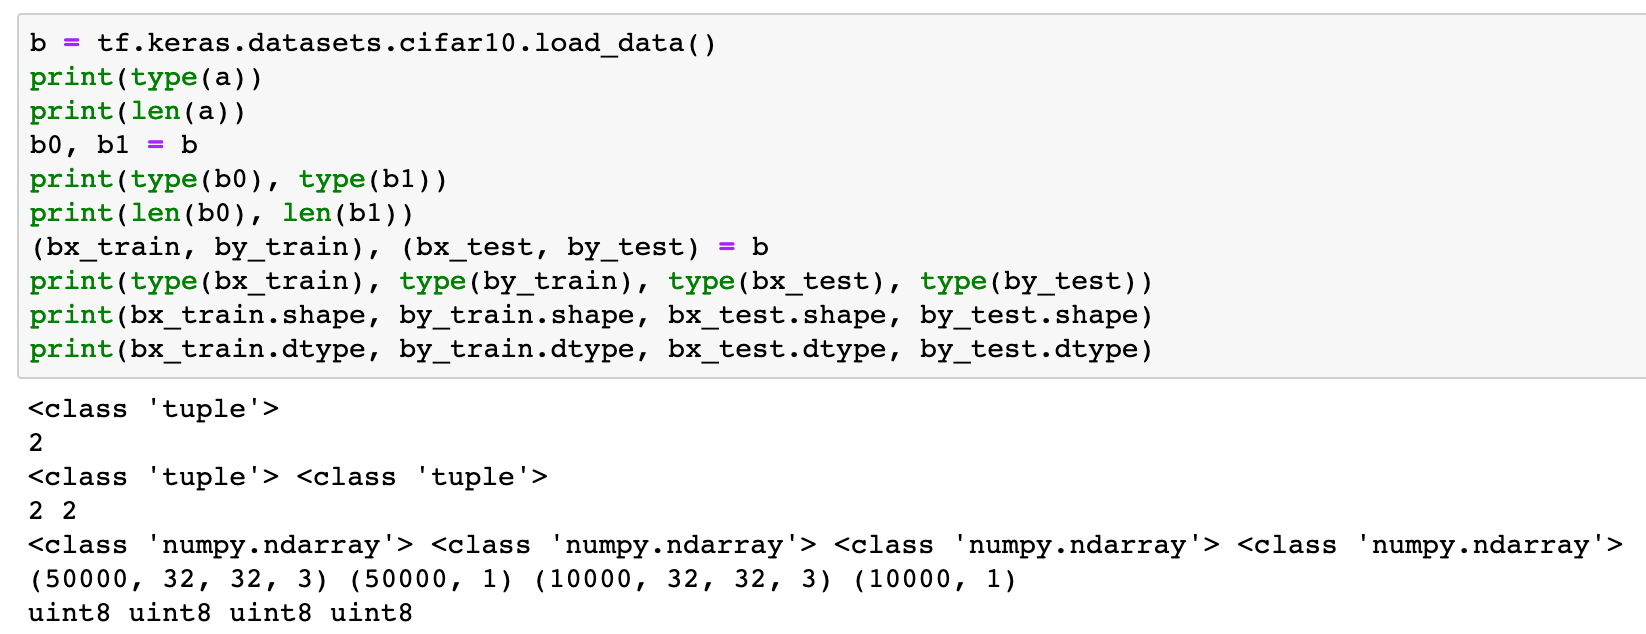 b = tf.keras.datasets.cifar10.load_data()
print(type(a))
print(len(a))
b0, b1 = b
print(type(b0), type(b1))
print(len(b0), len(b1))
(bx_train, by_train), (bx_test, by_test) = b
print(type(bx_train), type(by_train), type(bx_test), type(by_test))
print(bx_train.shape, by_train.shape, bx_test.shape, by_test.shape)
print(bx_train.dtype, by_train.dtype, bx_test.dtype, by_test.dtype)
<class 'tuple'>
2
<class 'tuple'> <class 'tuple'>
2 2
<class 'numpy.ndarray'> <class 'numpy.ndarray'> <class 'numpy.ndarray'> <class 'numpy.ndarray'>
(50000, 32, 32, 3) (50000, 1) (10000, 32, 32, 3) (10000, 1)
uint8 uint8 uint8 uint8